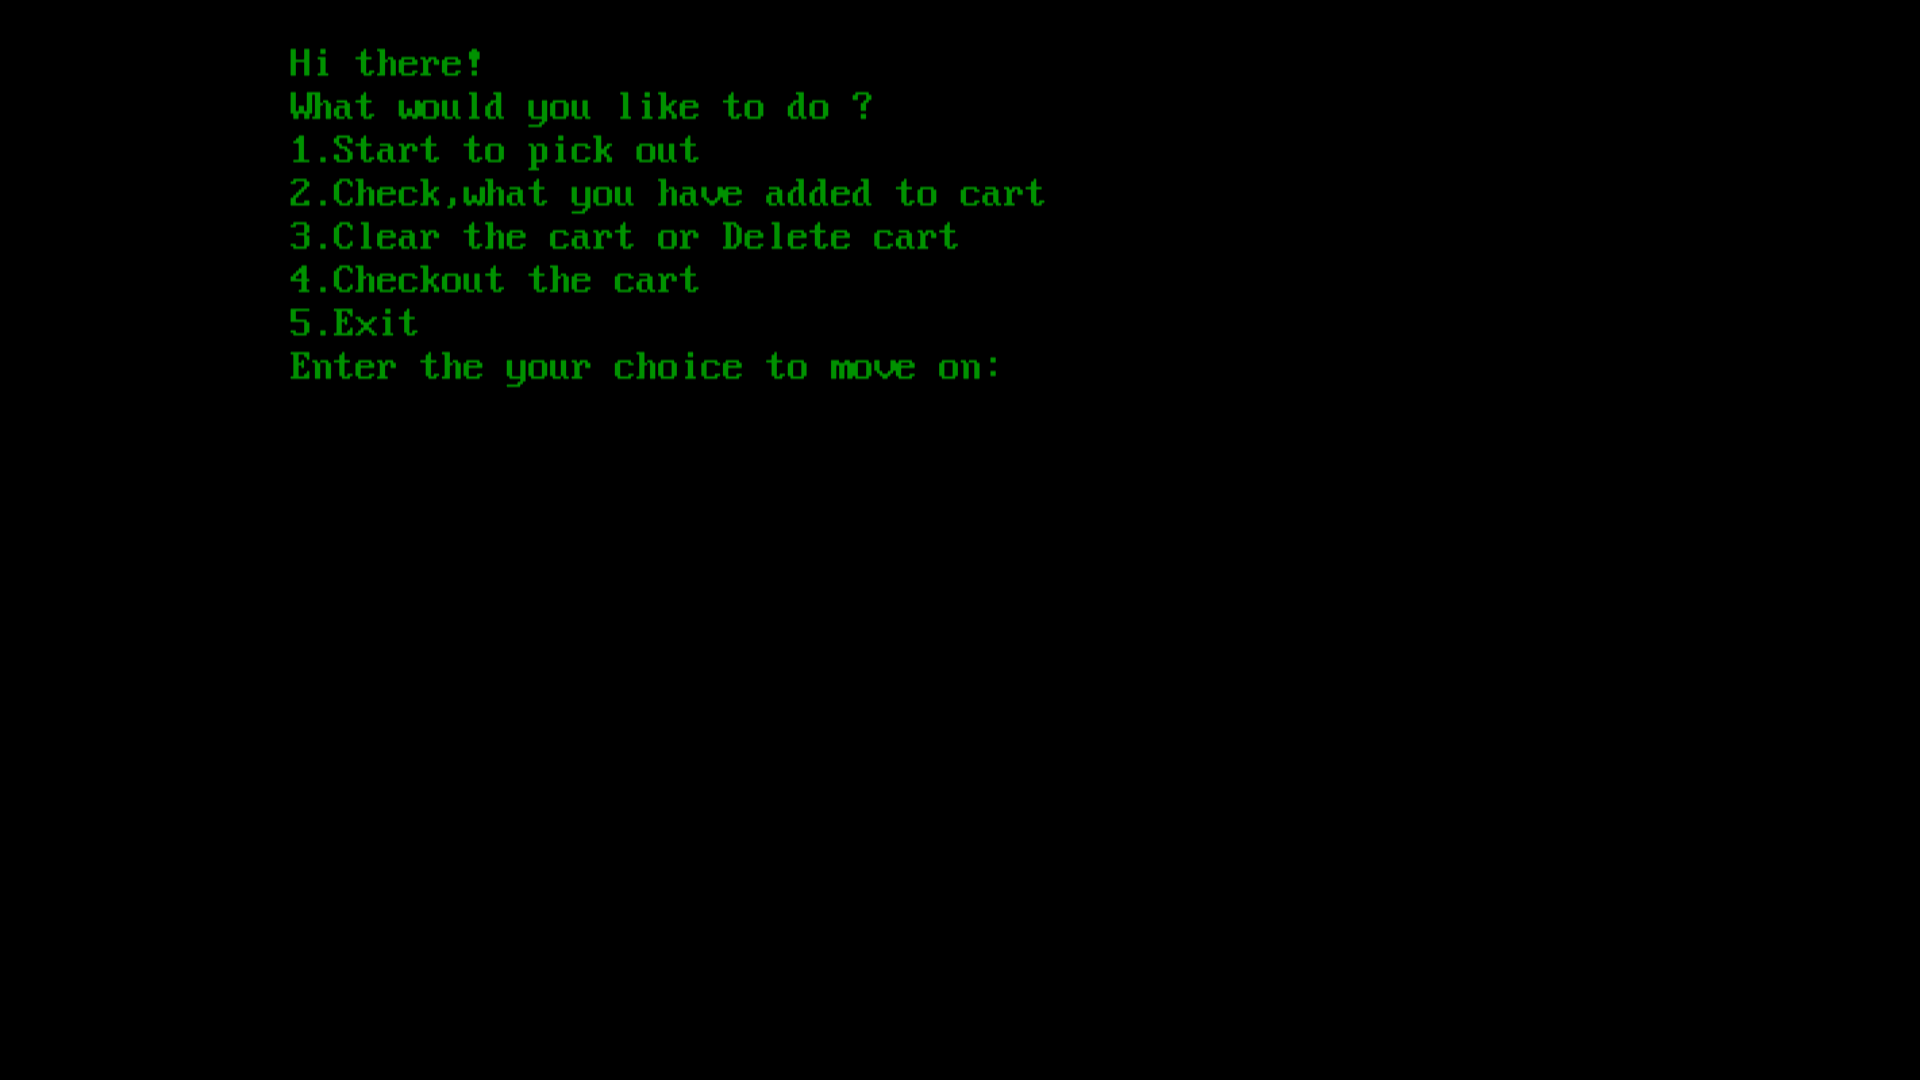 Hi there!
What would you like to do ?
1.Start to pick out
2.Check,what you have added to cart
3.Clear the cart or Delete cart
4.Checkout the cart
5.Exit
Enter the your choice to move on: